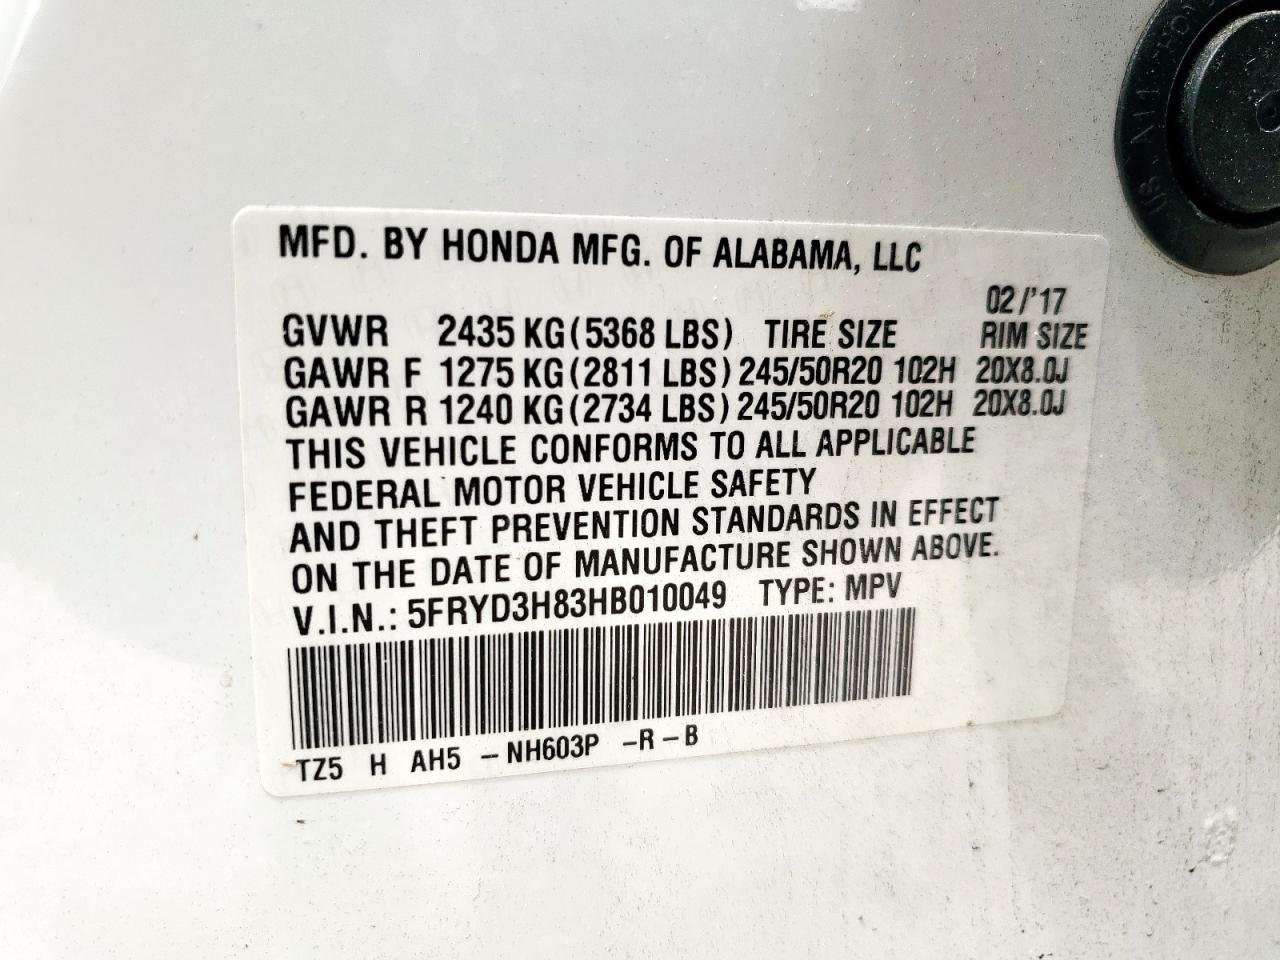 MFD. BY HONDA MFG. OF ALABAMA, LLC
02/'17
GVWR 2435 KG(5368 LBS) TIRE SIZE RIM SIZE
GAWR F 1275 KG(2811 LBS) 245/50R20 102H 20X8.0J
GAWR R 1240 KG(2734 LBS) 245/50R20 102H 20X8.0J
THIS VEHICLE CONFORMS TO ALL APPLICABLE
FEDERAL MOTOR VEHICLE SAFETY
AND THEFT PREVENTION STANDARDS IN EFFECT
ON THE DATE OF MANUFACTURE SHOWN ABOVE.
V.I.N.: 5FRYD3H83HB010049 TYPE: MPV
TZ5 H AH5 -NH603P -R-B